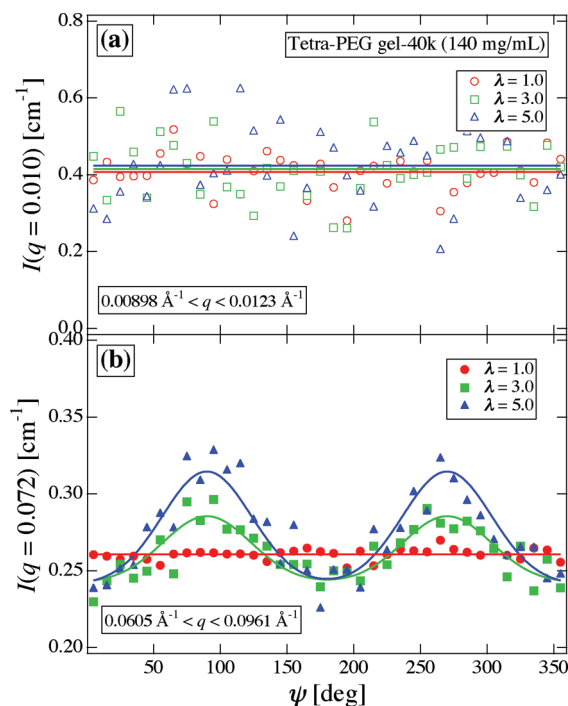 (a)
Tetra-PEG gel-40k (140 mg/mL)
λ = 1.0
λ = 3.0
λ = 5.0
0.8
0.6
0.4
0.2
0.0
I(q = 0.010) [cm⁻¹]
0.00898 Å⁻¹ < q < 0.0123 Å⁻¹
(b)
λ = 1.0
λ = 3.0
λ = 5.0
0.40
0.35
0.30
0.25
0.20
I(q = 0.072) [cm⁻¹]
0.0605 Å⁻¹ < q < 0.0961 Å⁻¹
50 100 150 200 250 300 350
ψ [deg]